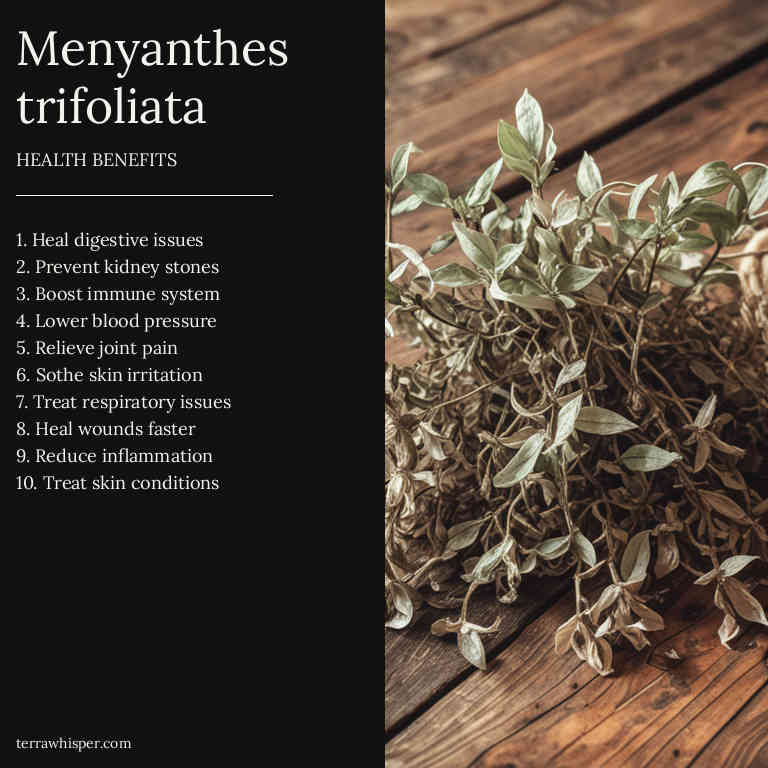 Menyanthes
trifoliata
HEALTH BENEFITS
1. Heal digestive issues
2. Prevent kidney stones
3. Boost immune system
4. Lower blood pressure
5. Relieve joint pain
6. Sothe skin irritation
7. Treat respiratory issues
8. Heal wounds faster
9. Reduce inflammation
10. Treat skin conditions
terrawhisper.com